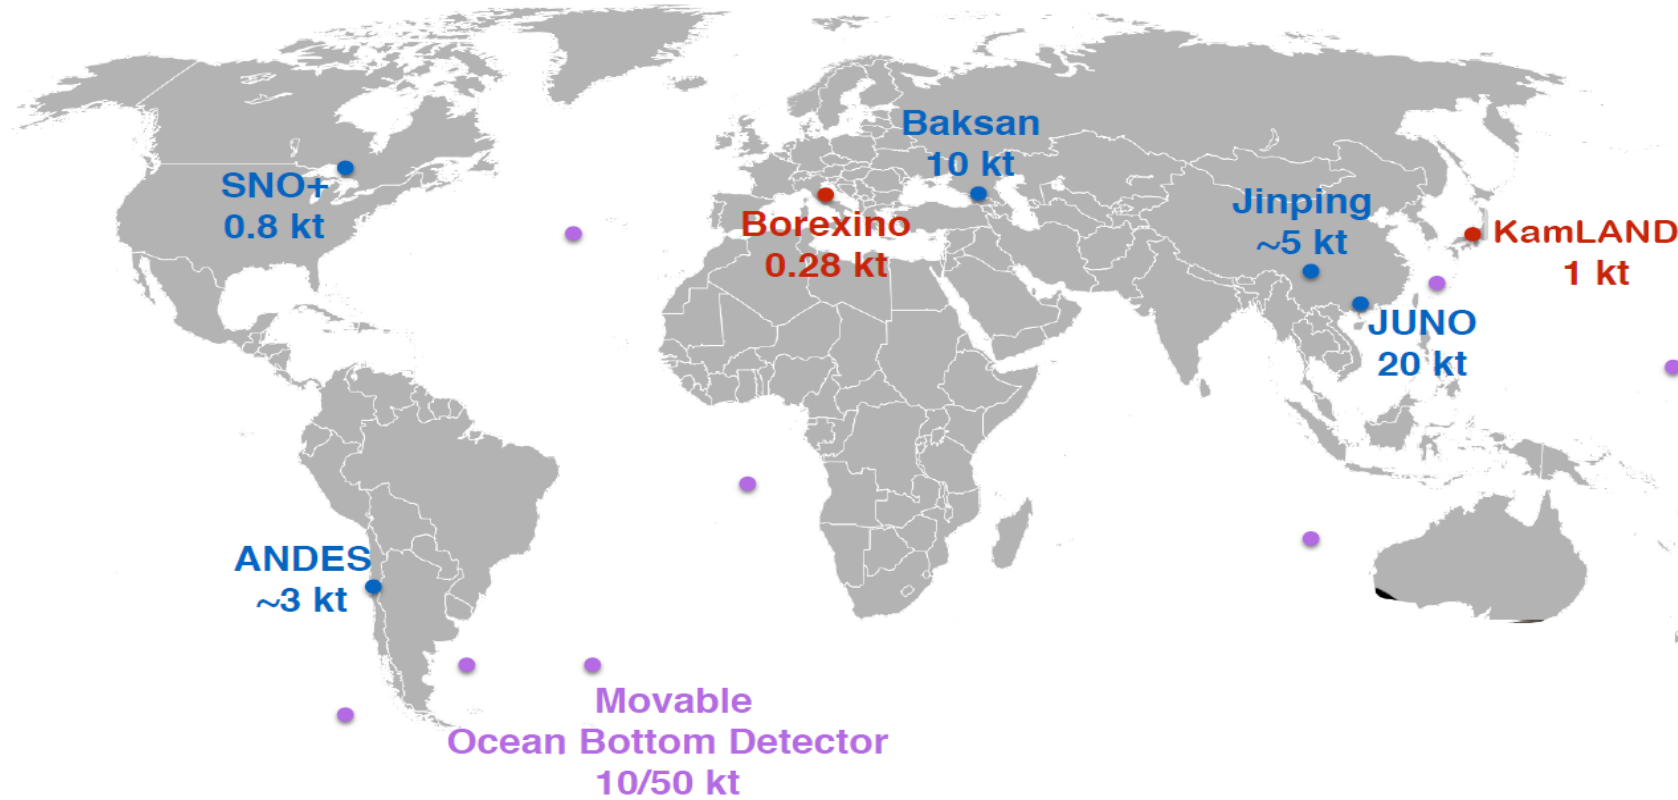 Baksan
10 kt
SNO+
0.8 kt
Borexino
0.28 kt
Jinping
~5 kt
KamLAND
1 kt
JUNO
20 kt
ANDES
~3 kt
Movable
Ocean Bottom Detector
10/50 kt